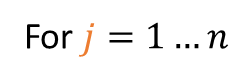 For j = 1 … n